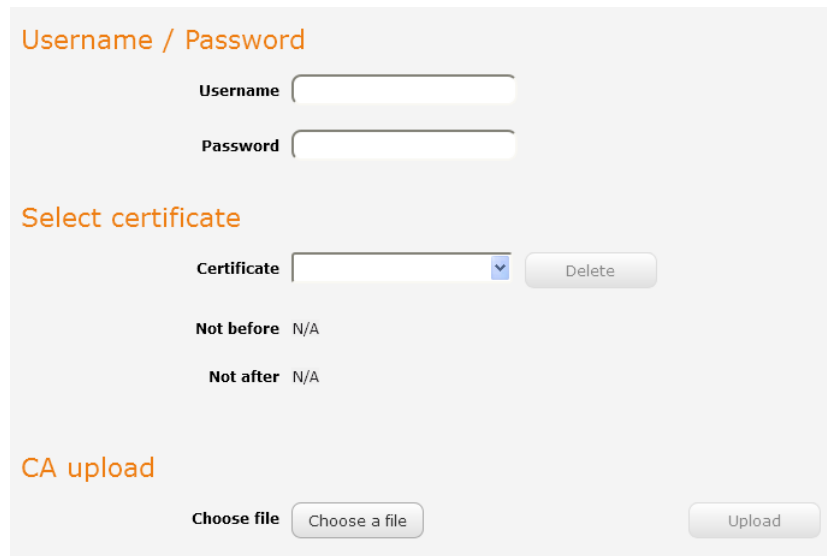 Username / Password
Username
Password
Select certificate
Certificate Delete
Not before N/A
Not after N/A
CA upload
Choose file Choose a file Upload